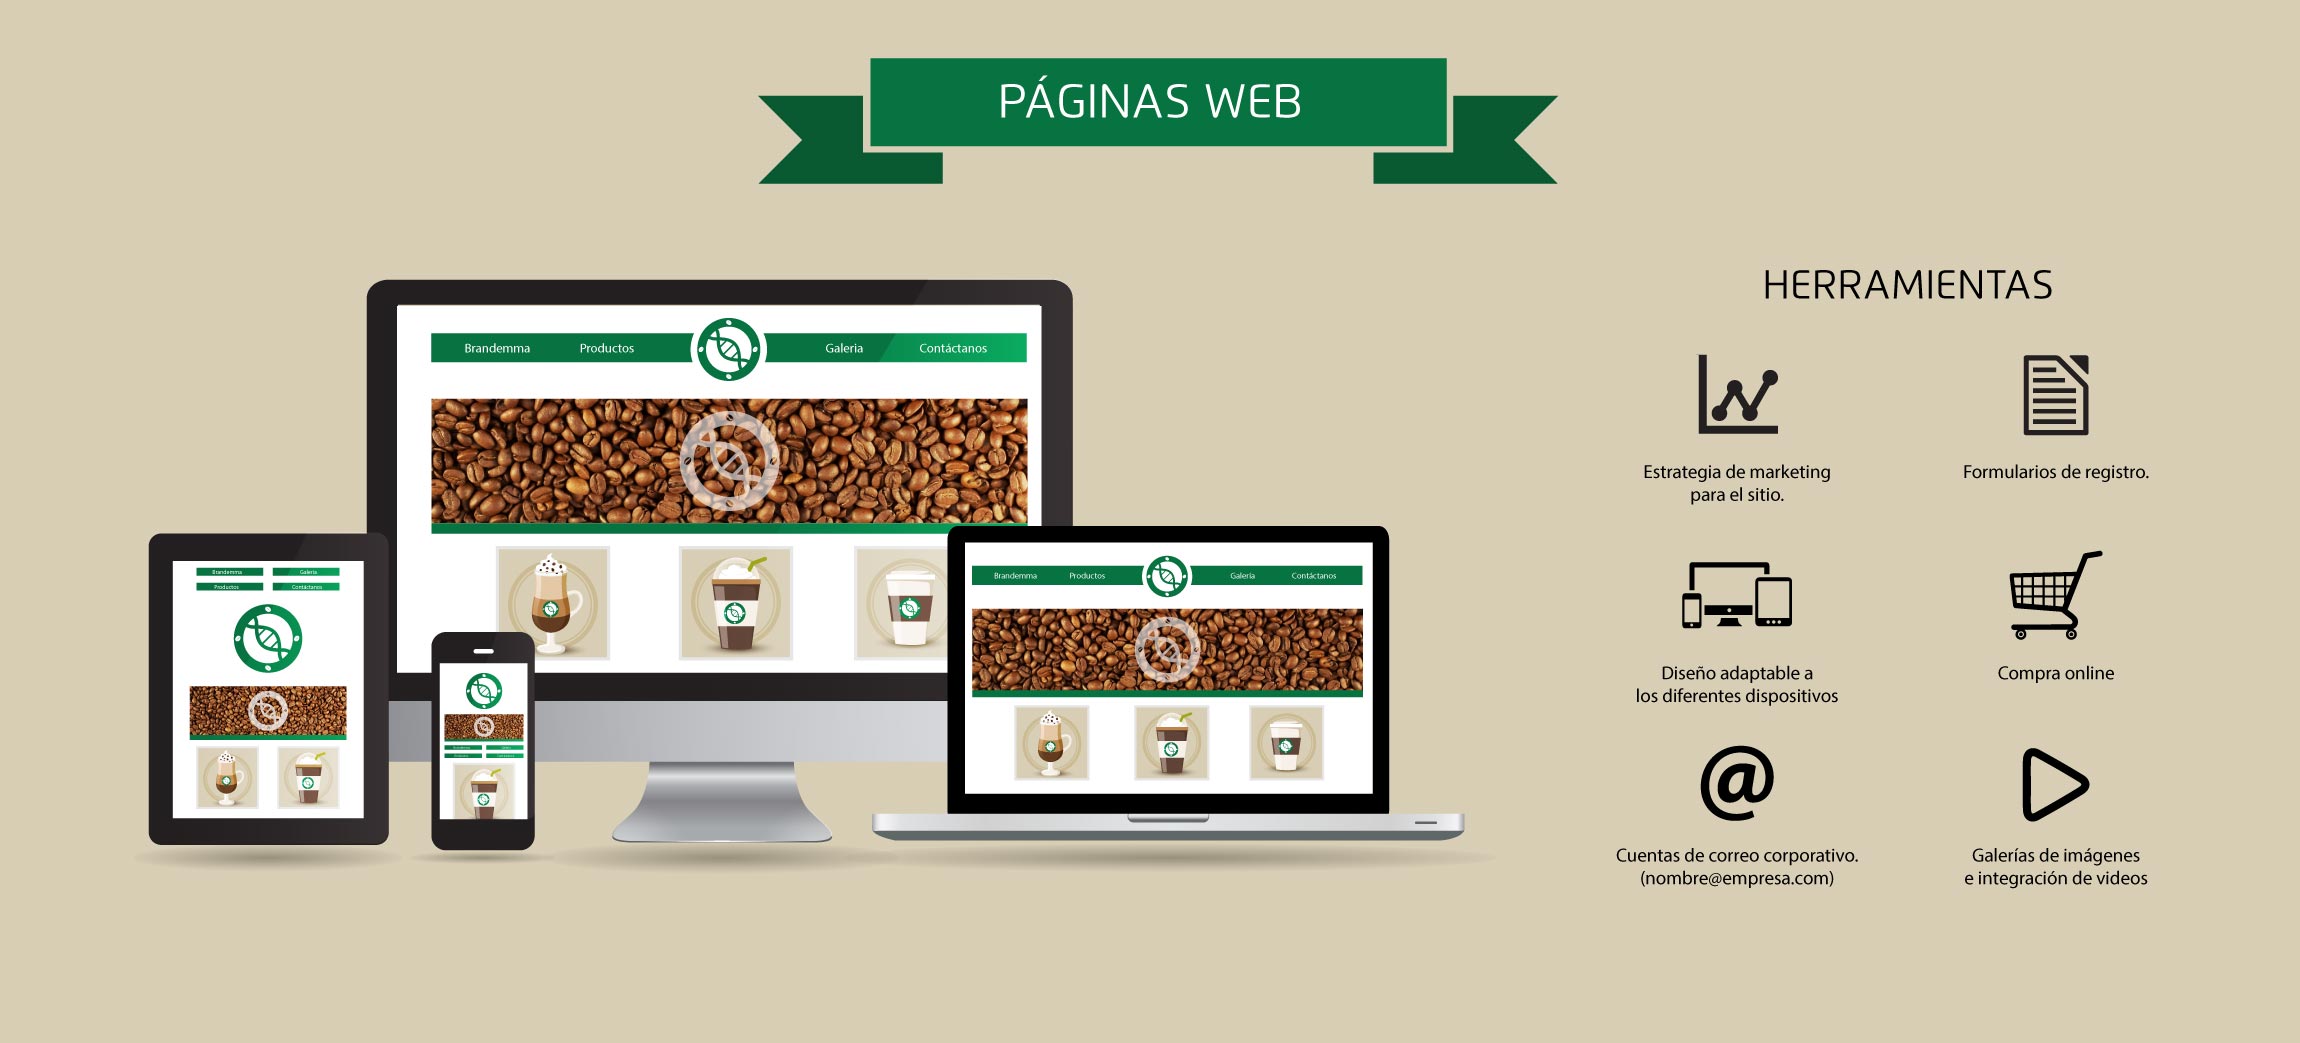 PÁGINAS WEB
HERRAMIENTAS
Brandemma Productos Galeria Contáctanos
Estrategia de marketing
para el sitio.
Formularios de registro.
Brandemma Galeria
Productos Contáctanos
Brandemma Productos Galería Contáctanos
Diseño adaptable a
los diferentes dispositivos
Compra online
Cuentas de correo corporativo.
(nombre@empresa.com)
Galerías de imágenes
e integración de videos